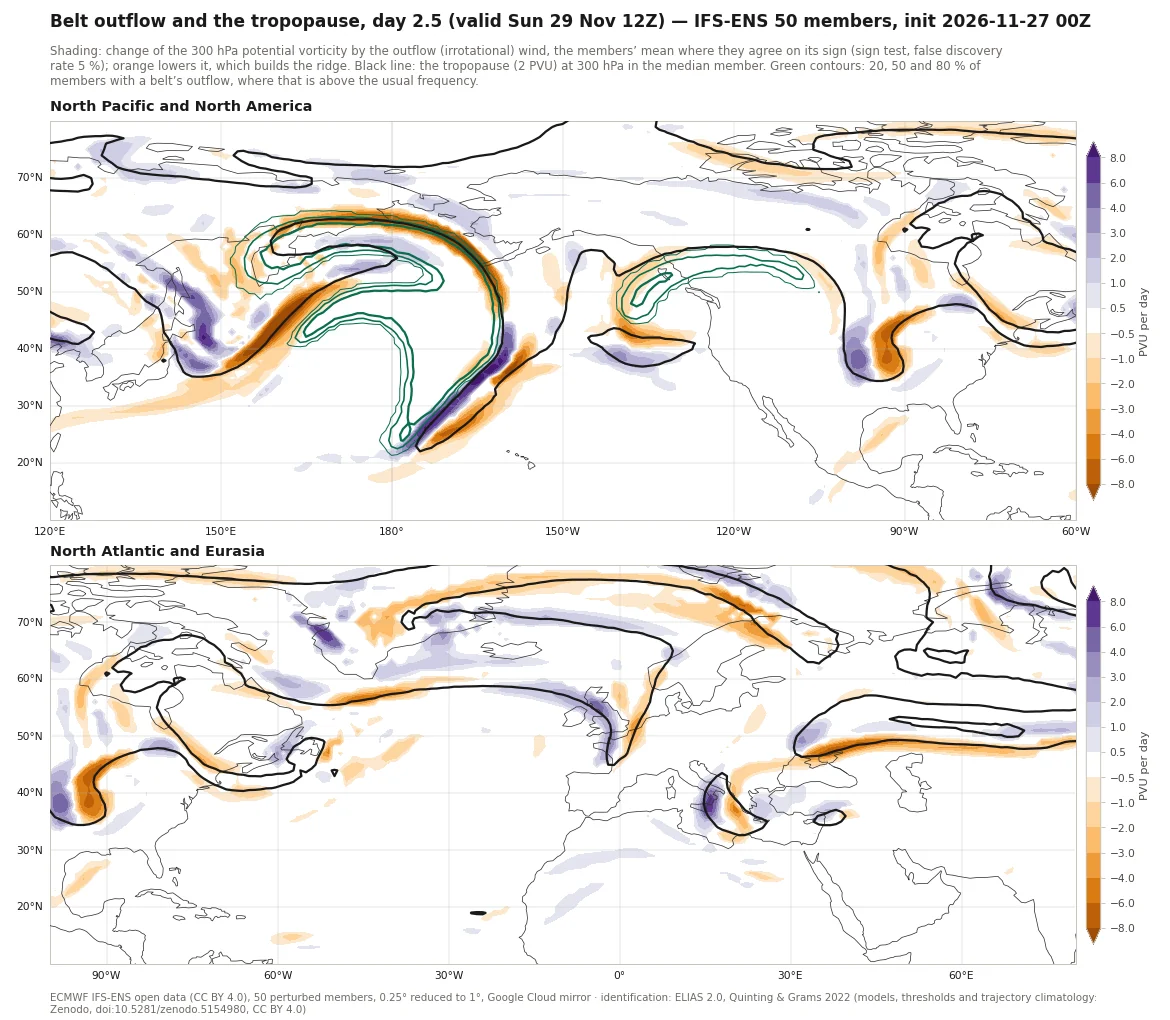 Belt outflow and the tropopause, day 2.5 (valid Sun 29 Nov 12Z) — IFS-ENS 50 members, init 2026-11-27 00Z
Shading: change of the 300 hPa potential vorticity by the outflow (irrotational) wind, the members’ mean where they agree on its sign (sign test, false discovery
rate 5 %); orange lowers it, which builds the ridge. Black line: the tropopause (2 PVU) at 300 hPa in the median member. Green contours: 20, 50 and 80 % of
members with a belt’s outflow, where that is above the usual frequency.
North Pacific and North America
70°N
60°N
50°N
40°N
30°N
20°N
120°E
150°E
180°
150°W
120°W
90°W
60°W
8.0
6.0
4.0
3.0
2.0
1.0
0.5
−0.5
−1.0
−2.0
−3.0
−4.0
−6.0
−8.0
PVU per day
North Atlantic and Eurasia
70°N
60°N
50°N
40°N
30°N
20°N
90°W
60°W
30°W
0°
30°E
60°E
8.0
6.0
4.0
3.0
2.0
1.0
0.5
−0.5
−1.0
−2.0
−3.0
−4.0
−6.0
−8.0
PVU per day
ECMWF IFS-ENS open data (CC BY 4.0), 50 perturbed members, 0.25° reduced to 1°, Google Cloud mirror · identification: ELIAS 2.0, Quinting & Grams 2022 (models, thresholds and trajectory climatology:
Zenodo, doi:10.5281/zenodo.5154980, CC BY 4.0)